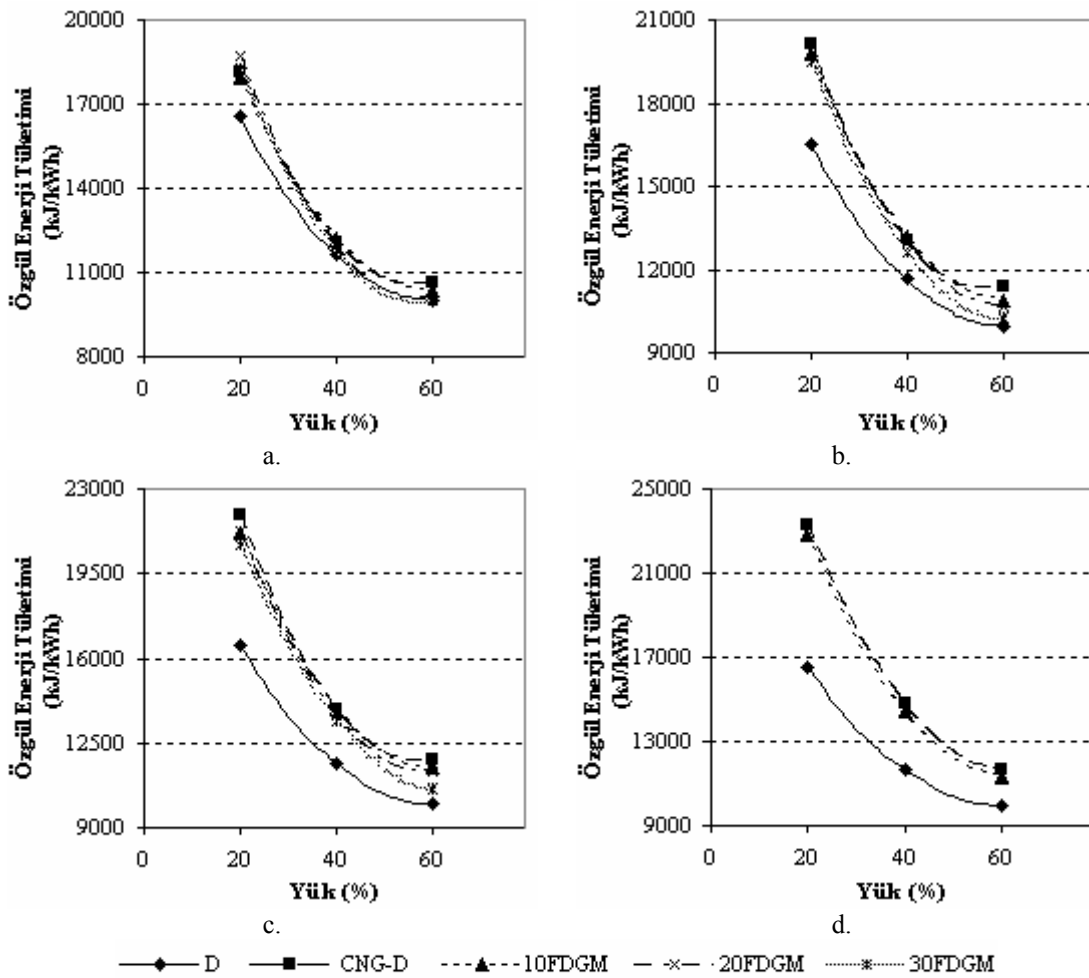 20000
17000
14000
11000
8000
Özgül Enerji Tüketimi
(kJ/kWh)
0 20 40 60
Yük (%)
a.
21000
18000
15000
12000
9000
Özgül Enerji Tüketimi
(kJ/kWh)
0 20 40 60
Yük (%)
b.
23000
19500
16000
12500
9000
Özgül Enerji Tüketimi
(kJ/kWh)
0 20 40 60
Yük (%)
c.
25000
21000
17000
13000
9000
Özgül Enerji Tüketimi
(kJ/kWh)
0 20 40 60
Yük (%)
d.
D CNG-D 10FDGM 20FDGM 30FDGM